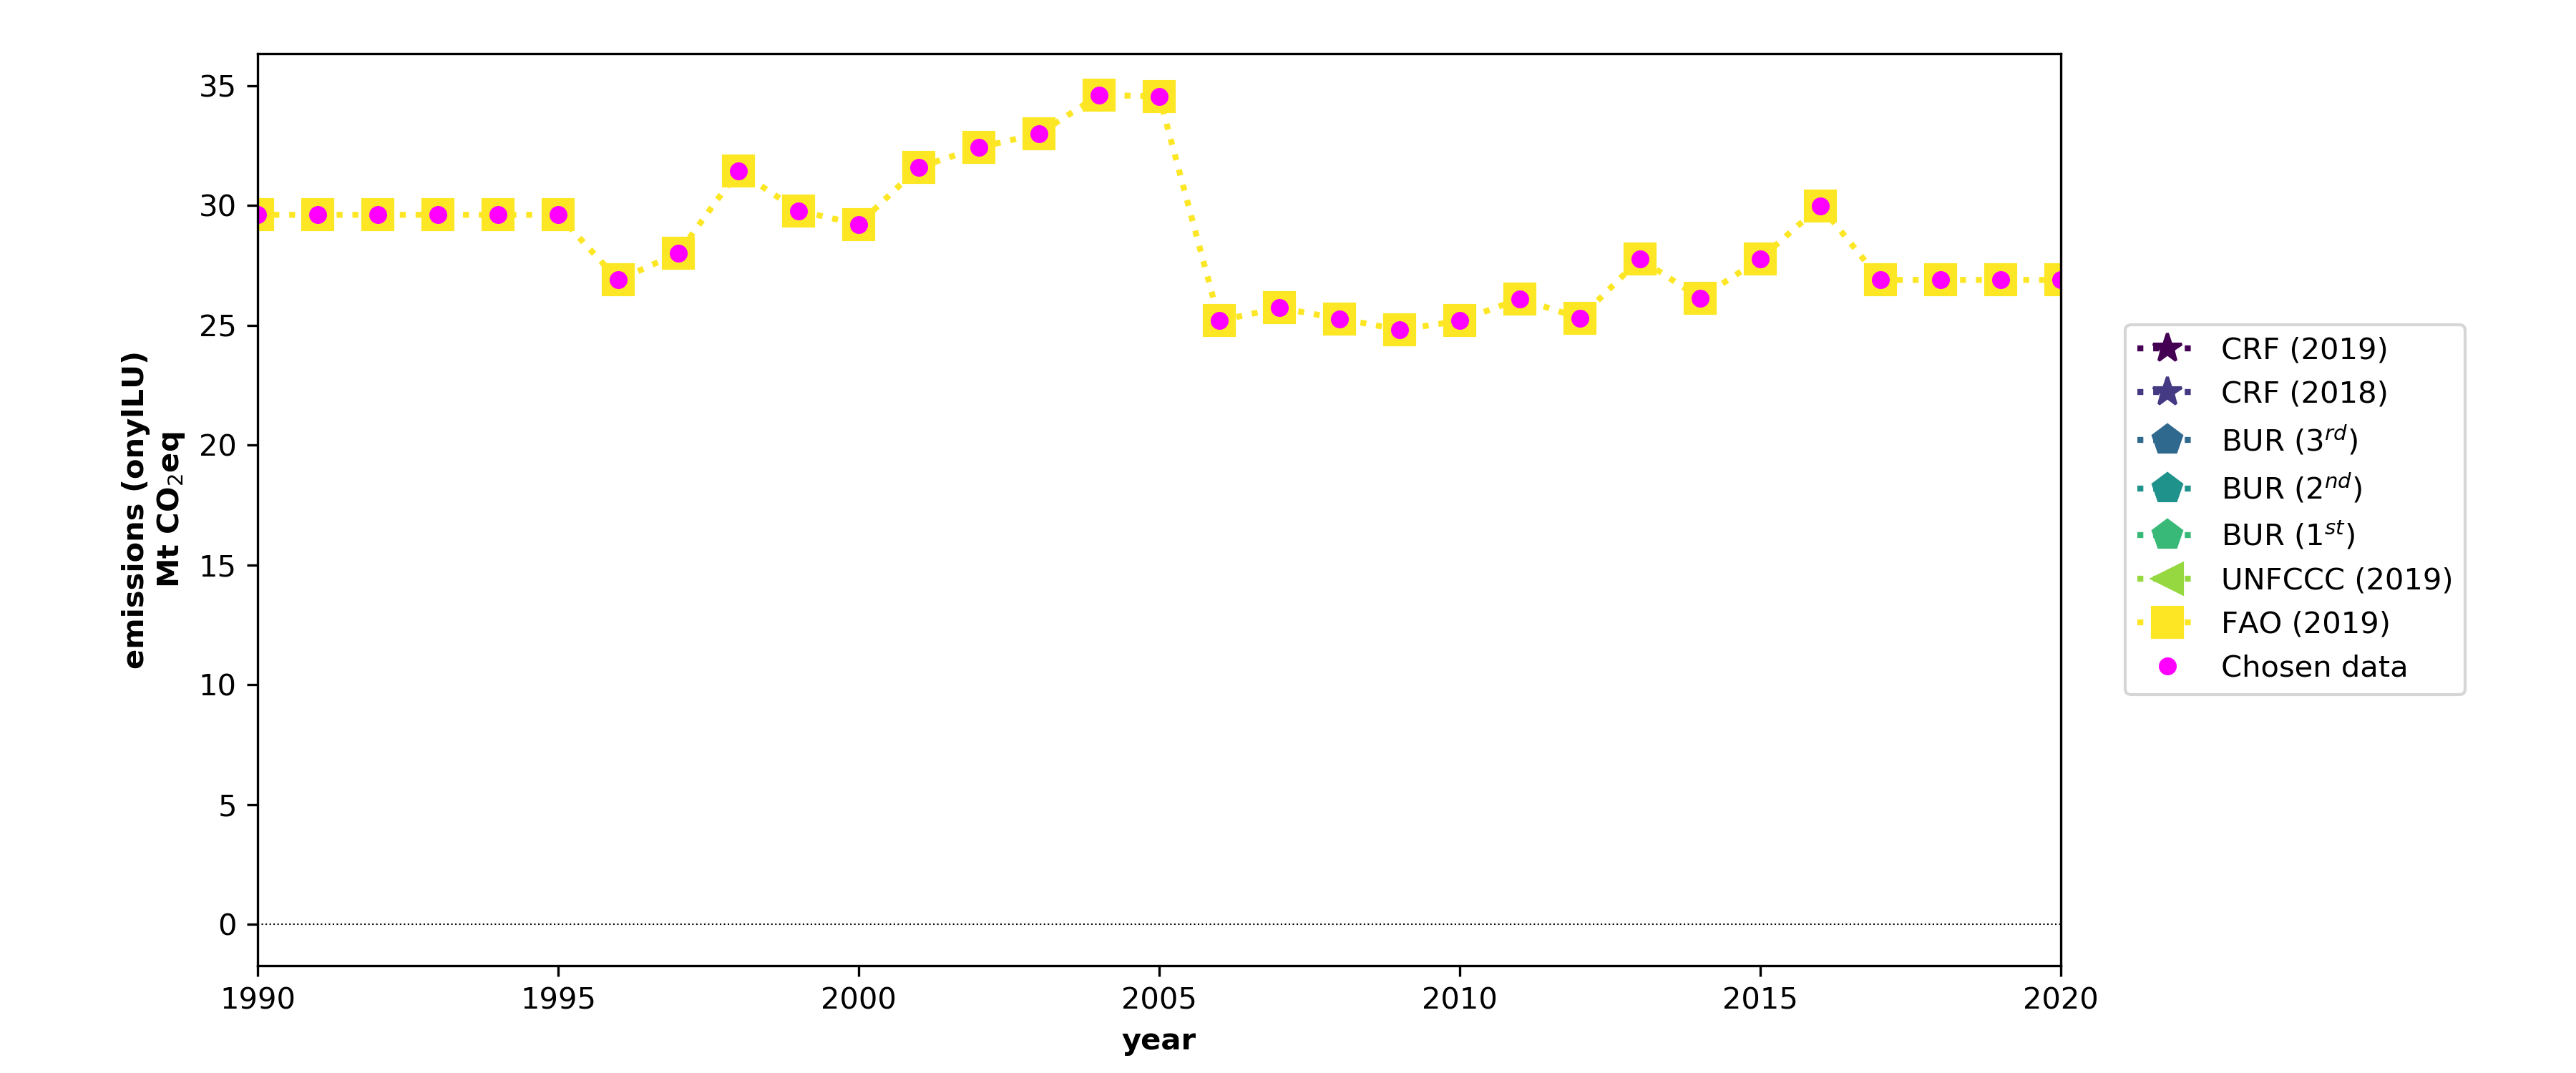 35
30
25
20
15
10
5
0
emissions (onylLU)
Mt CO₂eq
1990 1995 2000 2005 2010 2015 2020
year
CRF (2019)
CRF (2018)
BUR (3ʳᵈ)
BUR (2ⁿᵈ)
BUR (1ˢᵗ)
UNFCCC (2019)
FAO (2019)
Chosen data